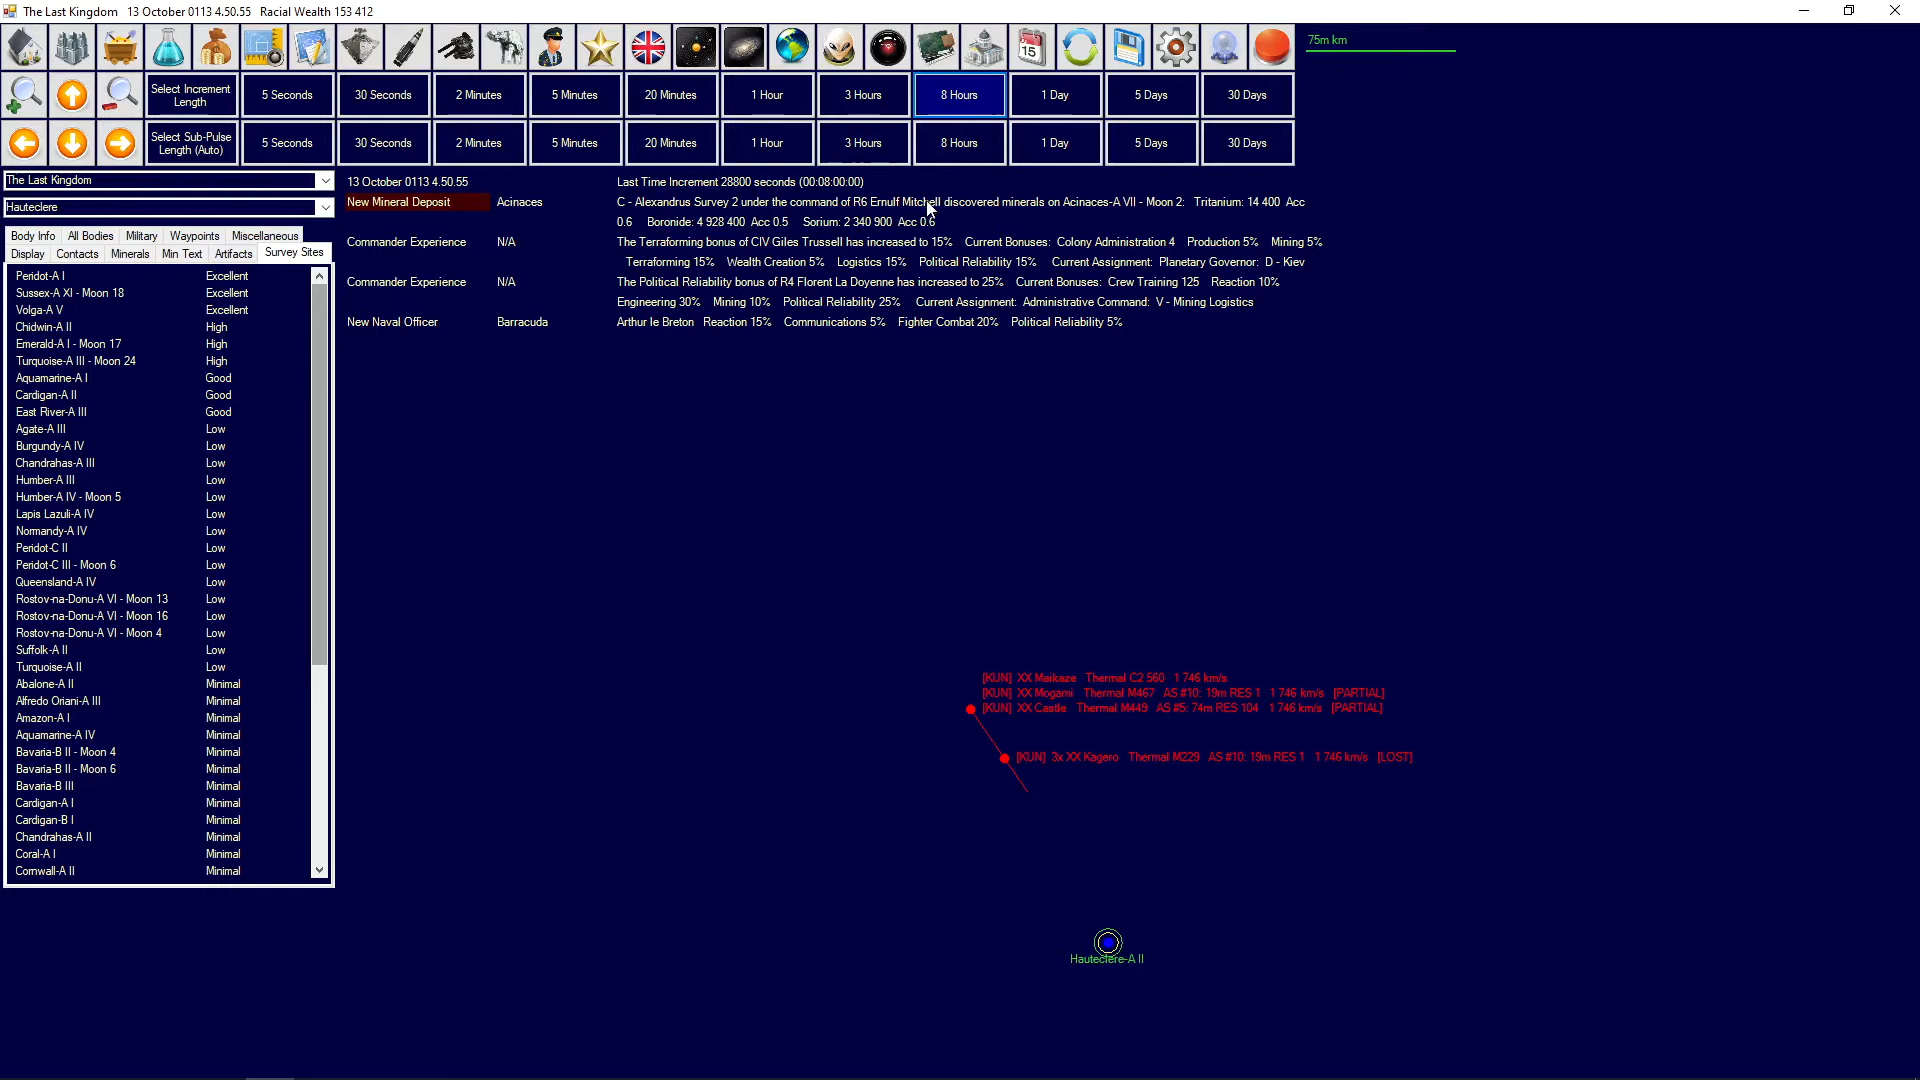 The Last Kingdom   13 October 0113 4.50.55   Racial Wealth 153 412
75m km
15
Select Increment Length
5 Seconds
30 Seconds
2 Minutes
5 Minutes
20 Minutes
1 Hour
3 Hours
8 Hours
1 Day
5 Days
30 Days
Select Sub-Pulse Length (Auto)
5 Seconds
30 Seconds
2 Minutes
5 Minutes
20 Minutes
1 Hour
3 Hours
8 Hours
1 Day
5 Days
30 Days
The Last Kingdom
Hauteclere
Body Info   All Bodies   Military   Waypoints   Miscellaneous
Display   Contacts   Minerals   Min Text   Artifacts   Survey Sites
Peridot-A I   Excellent
Sussex-A XI - Moon 18   Excellent
Volga-A V   Excellent
Chidwin-A II   High
Emerald-A I - Moon 17   High
Turquoise-A III - Moon 24   High
Aquamarine-A I   Good
Cardigan-A II   Good
East River-A III   Good
Agate-A III   Low
Burgundy-A IV   Low
Chandrahas-A III   Low
Humber-A III   Low
Humber-A IV - Moon 5   Low
Lapis Lazuli-A IV   Low
Normandy-A IV   Low
Peridot-C II   Low
Peridot-C III - Moon 6   Low
Queensland-A IV   Low
Rostov-na-Donu-A VI - Moon 13   Low
Rostov-na-Donu-A VI - Moon 16   Low
Rostov-na-Donu-A VI - Moon 4   Low
Suffolk-A II   Low
Turquoise-A II   Low
Abalone-A II   Minimal
Alfredo Oriani-A III   Minimal
Amazon-A I   Minimal
Aquamarine-A IV   Minimal
Bavaria-B II - Moon 4   Minimal
Bavaria-B II - Moon 6   Minimal
Bavaria-B III   Minimal
Cardigan-A I   Minimal
Cardigan-B I   Minimal
Chandrahas-A II   Minimal
Coral-A I   Minimal
Cornwall-A II   Minimal
13 October 0113 4.50.55   Last Time Increment 28800 seconds (00:08:00:00)
New Mineral Deposit   Acinaces   C - Alexandrus Survey 2 under the command of R6 Ernulf Mitchell discovered minerals on Acinaces-A VII - Moon 2:   Tritanium: 14 400  Acc
0.6   Boronide: 4 928 400  Acc 0.5   Sorium: 2 340 900  Acc 0.6
Commander Experience   N/A   The Terraforming bonus of CIV Giles Trussell has increased to 15%   Current Bonuses:  Colony Administration 4   Production 5%   Mining 5%
Terraforming 15%   Wealth Creation 5%   Logistics 15%   Political Reliability 15%   Current Assignment:  Planetary Governor:  D - Kiev
Commander Experience   N/A   The Political Reliability bonus of R4 Florent La Doyenne has increased to 25%   Current Bonuses:  Crew Training 125   Reaction 10%
Engineering 30%   Mining 10%   Political Reliability 25%   Current Assignment:  Administrative Command:  V - Mining Logistics
New Naval Officer   Barracuda   Arthur le Breton   Reaction 15%   Communications 5%   Fighter Combat 20%   Political Reliability 5%
[KUN]  XX Maikaze   Thermal C2 560   1 746 km/s
[KUN]  XX Mogami   Thermal M467   AS #10: 19m RES 1   1 746 km/s   [PARTIAL]
[KUN]  XX Castle   Thermal M449   AS #5: 74m RES 104   1 746 km/s   [PARTIAL]
[KUN]  3x XX Kagero   Thermal M229   AS #10: 19m RES 1   1 746 km/s   [LOST]
Hauteclere-A II